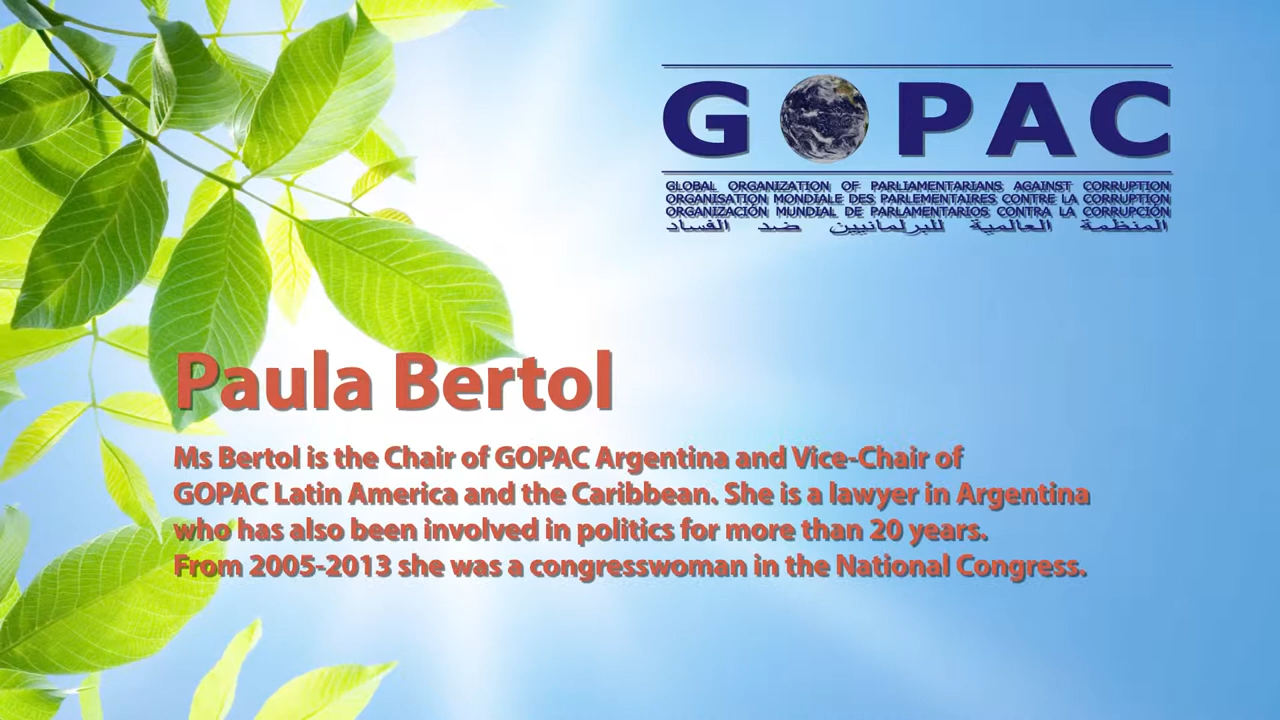 GOPAC
GLOBAL ORGANIZATION OF PARLIAMENTARIANS AGAINST CORRUPTION
ORGANISATION MONDIALE DES PARLEMENTAIRES CONTRE LA CORRUPTION
ORGANIZACIÓN MUNDIAL DE PARLAMENTARIOS CONTRA LA CORRUPCIÓN
المنظمة العالمية للبرلمانيين ضد الفساد
Paula Bertol
Ms Bertol is the Chair of GOPAC Argentina and Vice-Chair of
GOPAC Latin America and the Caribbean. She is a lawyer in Argentina
who has also been involved in politics for more than 20 years.
From 2005-2013 she was a congresswoman in the National Congress.